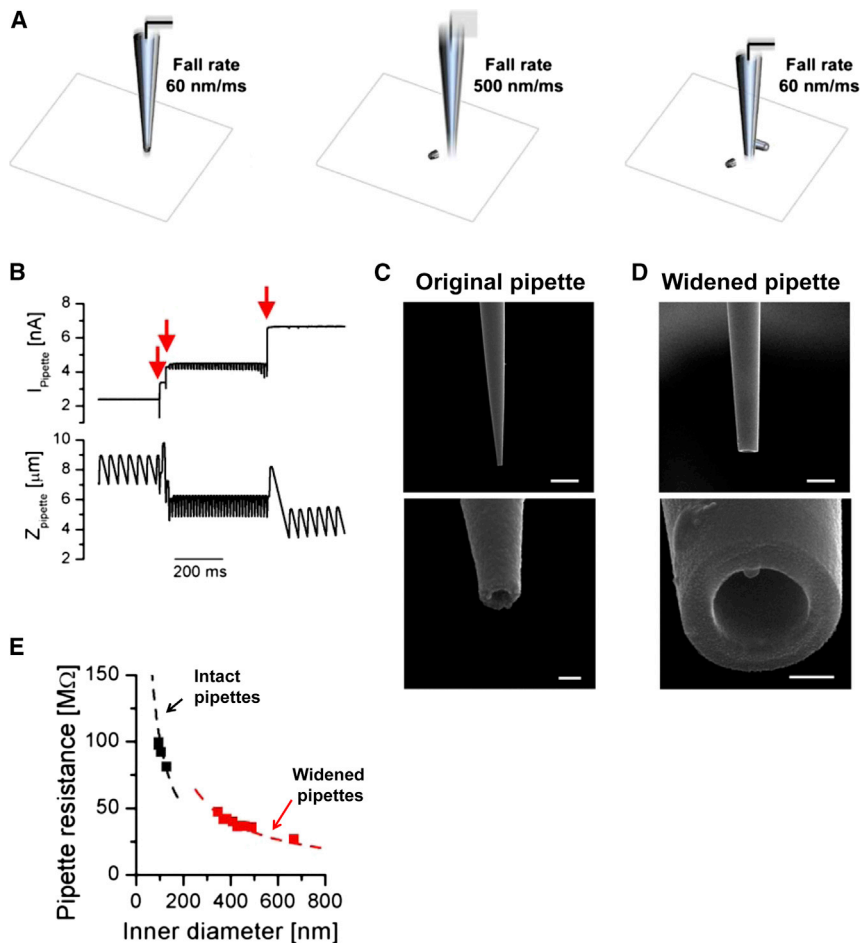 A
Fall rate
60 nm/ms
Fall rate
500 nm/ms
Fall rate
60 nm/ms
B
I Pipette [nA]
8
6
4
2
Z pipette [µm]
10
8
6
4
2
200 ms
C
Original pipette
D
Widened pipette
E
Pipette resistance [MΩ]
150
100
50
0
Intact
pipettes
Widened
pipettes
0 200 400 600 800
Inner diameter [nm]